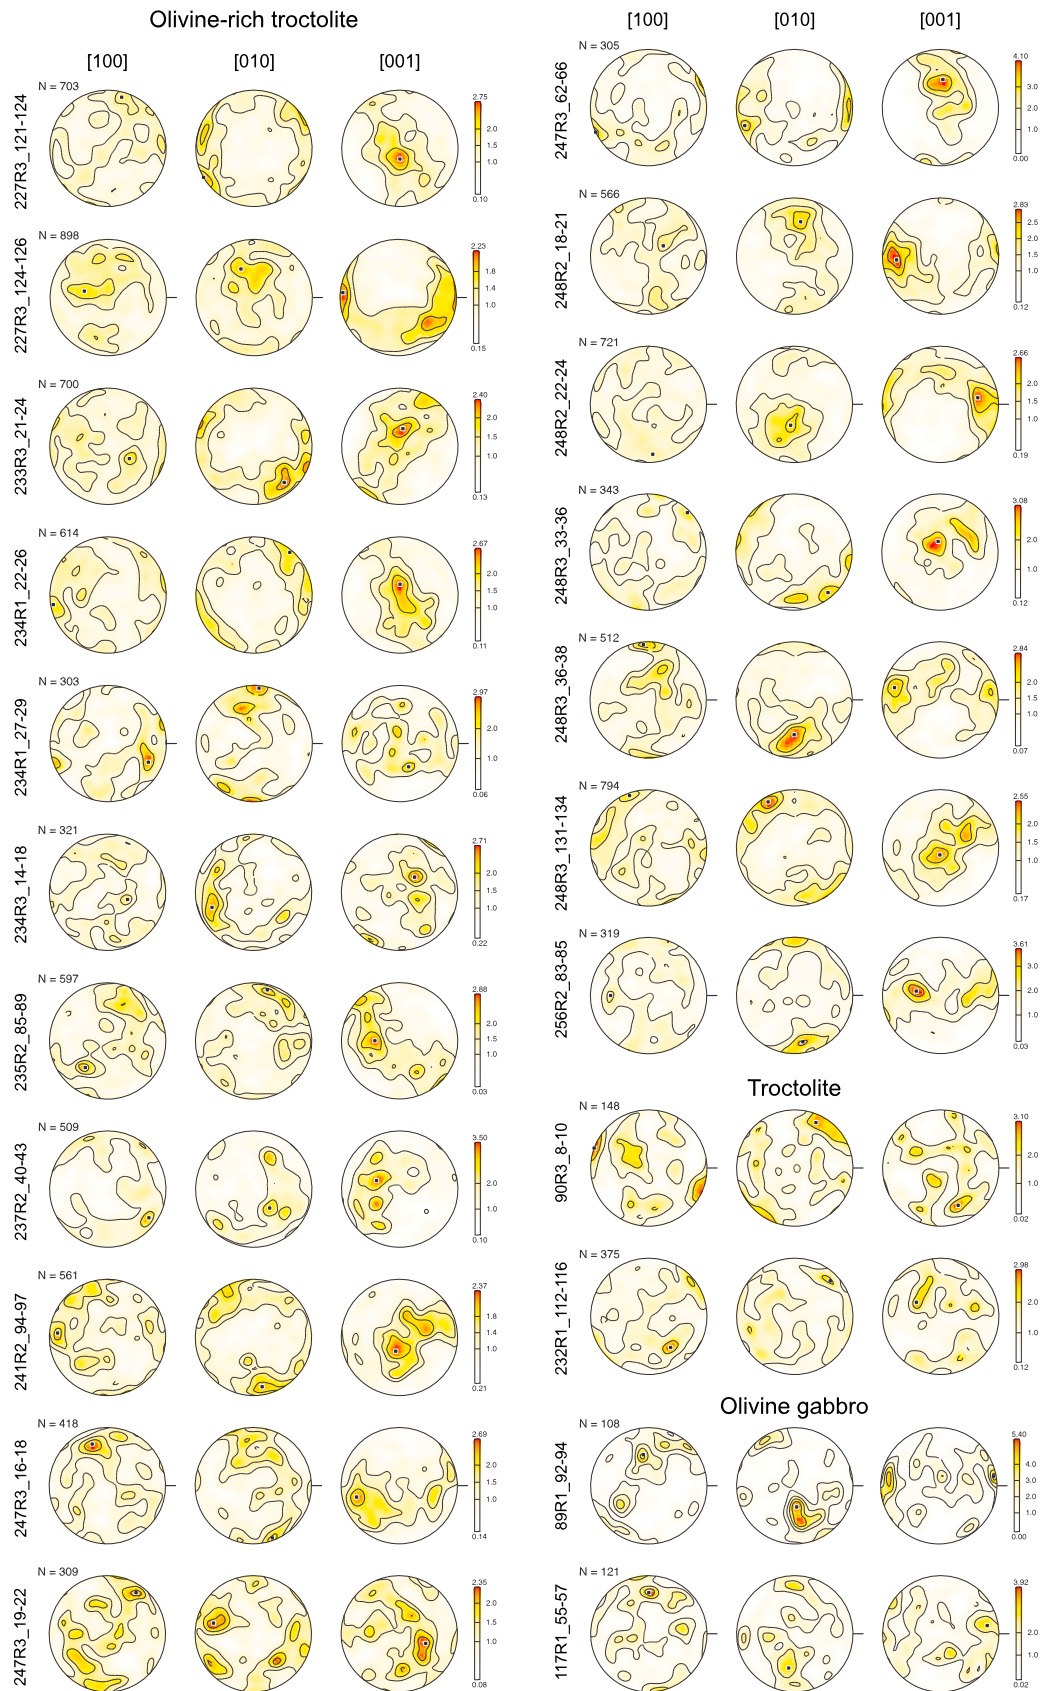 Olivine-rich troctolite
[100] [010] [001]
227R3_121-124
N = 703
2.75
2.0
1.5
1.0
0.10
227R3_124-126
N = 898
2.23
1.8
1.4
1.0
0.15
233R3_21-24
N = 700
2.40
2.0
1.5
1.0
0.13
234R1_22-26
N = 614
2.67
2.0
1.5
1.0
0.11
234R1_27-29
N = 303
2.97
2.0
1.0
0.06
234R3_14-18
N = 321
2.71
2.0
1.5
1.0
0.22
235R2_85-89
N = 597
2.88
2.0
1.5
1.0
0.03
237R2_40-43
N = 509
3.50
2.0
1.0
0.10
241R2_94-97
N = 561
2.37
1.8
1.4
1.0
0.21
247R3_16-18
N = 418
2.69
2.0
1.5
1.0
0.14
247R3_19-22
N = 309
2.35
2.0
1.5
1.0
0.08
[100] [010] [001]
247R3_62-66
N = 305
4.10
3.0
2.0
1.0
0.00
248R2_18-21
N = 566
2.83
2.5
2.0
1.5
1.0
0.12
248R2_22-24
N = 721
2.66
2.0
1.5
1.0
0.19
248R3_33-36
N = 343
3.08
2.0
1.0
0.12
248R3_36-38
N = 512
2.84
2.0
1.5
1.0
0.07
248R3_131-134
N = 794
2.55
2.0
1.5
1.0
0.17
256R2_83-85
N = 319
3.61
3.0
2.0
1.0
0.03
Troctolite
90R3_8-10
N = 148
3.10
2.0
1.0
0.02
232R1_112-116
N = 375
2.98
2.0
1.0
0.12
Olivine gabbro
89R1_92-94
N = 108
5.40
4.0
3.0
2.0
1.0
0.00
117R1_55-57
N = 121
3.92
2.0
1.0
0.02